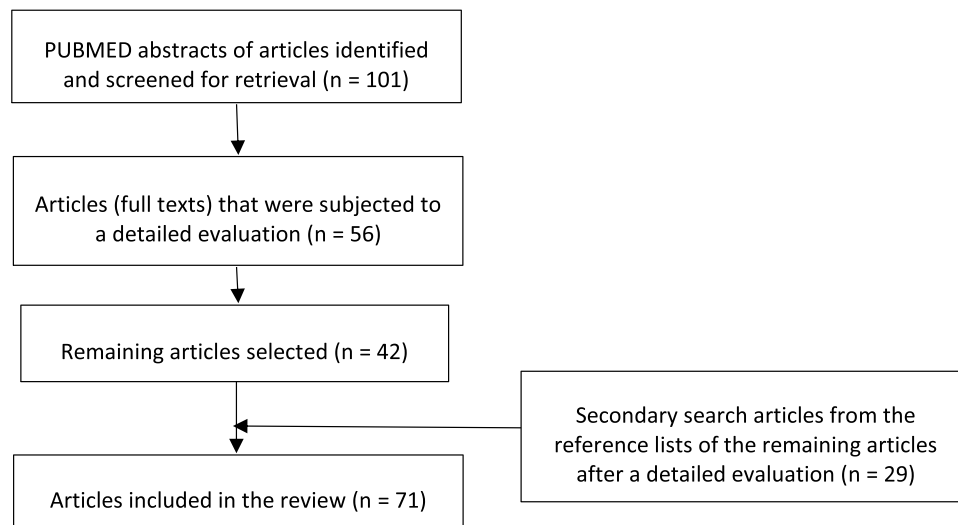 PUBMED abstracts of articles identified
and screened for retrieval (n = 101)
Articles (full texts) that were subjected to
a detailed evaluation (n = 56)
Remaining articles selected (n = 42)
Secondary search articles from the
reference lists of the remaining articles
after a detailed evaluation (n = 29)
Articles included in the review (n = 71)